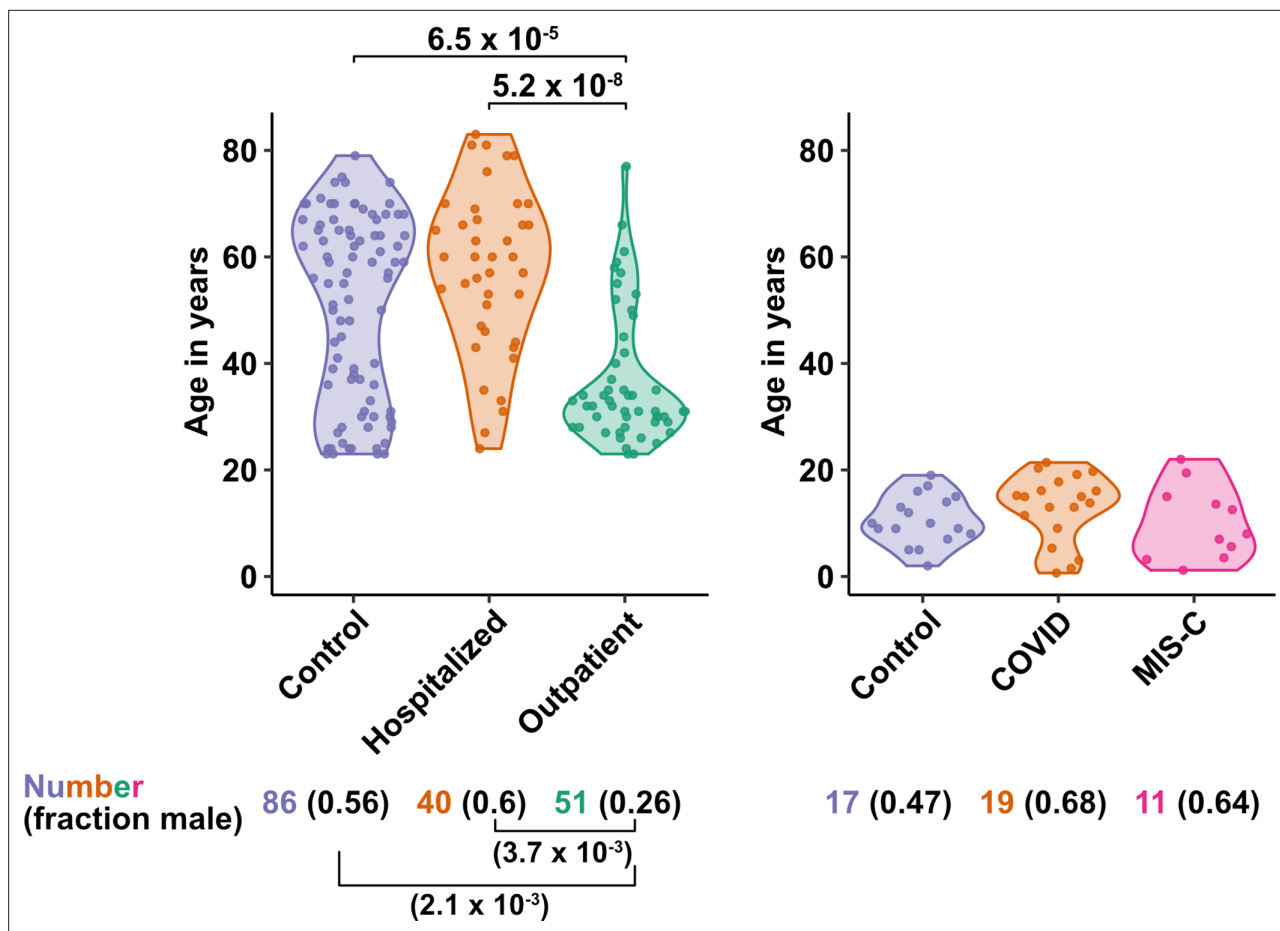 6.5 x 10⁻⁵
5.2 x 10⁻⁸
Age in years
80
60
40
20
0
Control
Hospitalized
Outpatient
Age in years
80
60
40
20
0
Control
COVID
MIS-C
Number
(fraction male)
86 (0.56) 40 (0.6) 51 (0.26)
17 (0.47) 19 (0.68) 11 (0.64)
(3.7 x 10⁻³)
(2.1 x 10⁻³)